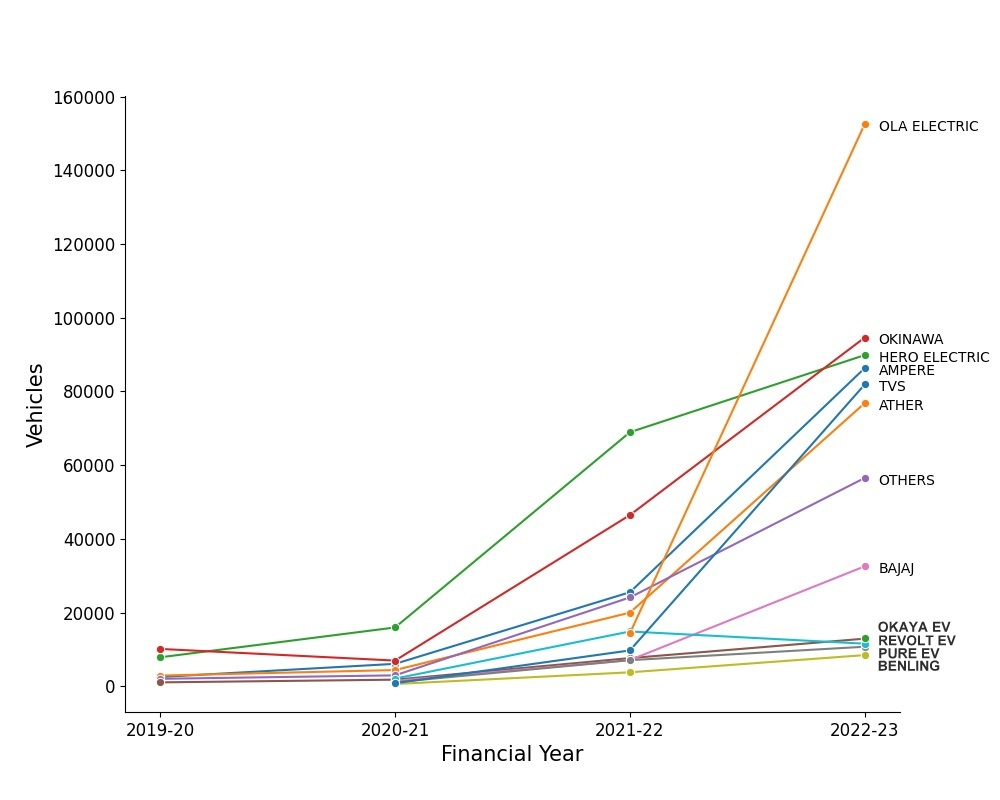 160000
140000
120000
100000
80000
60000
40000
20000
0
Vehicles
OLA ELECTRIC
OKINAWA
HERO ELECTRIC
AMPERE
TVS
ATHER
OTHERS
BAJAJ
OKAYA EV
REVOLT EV
PURE EV
BENLING
2019-20 2020-21 2021-22 2022-23
Financial Year